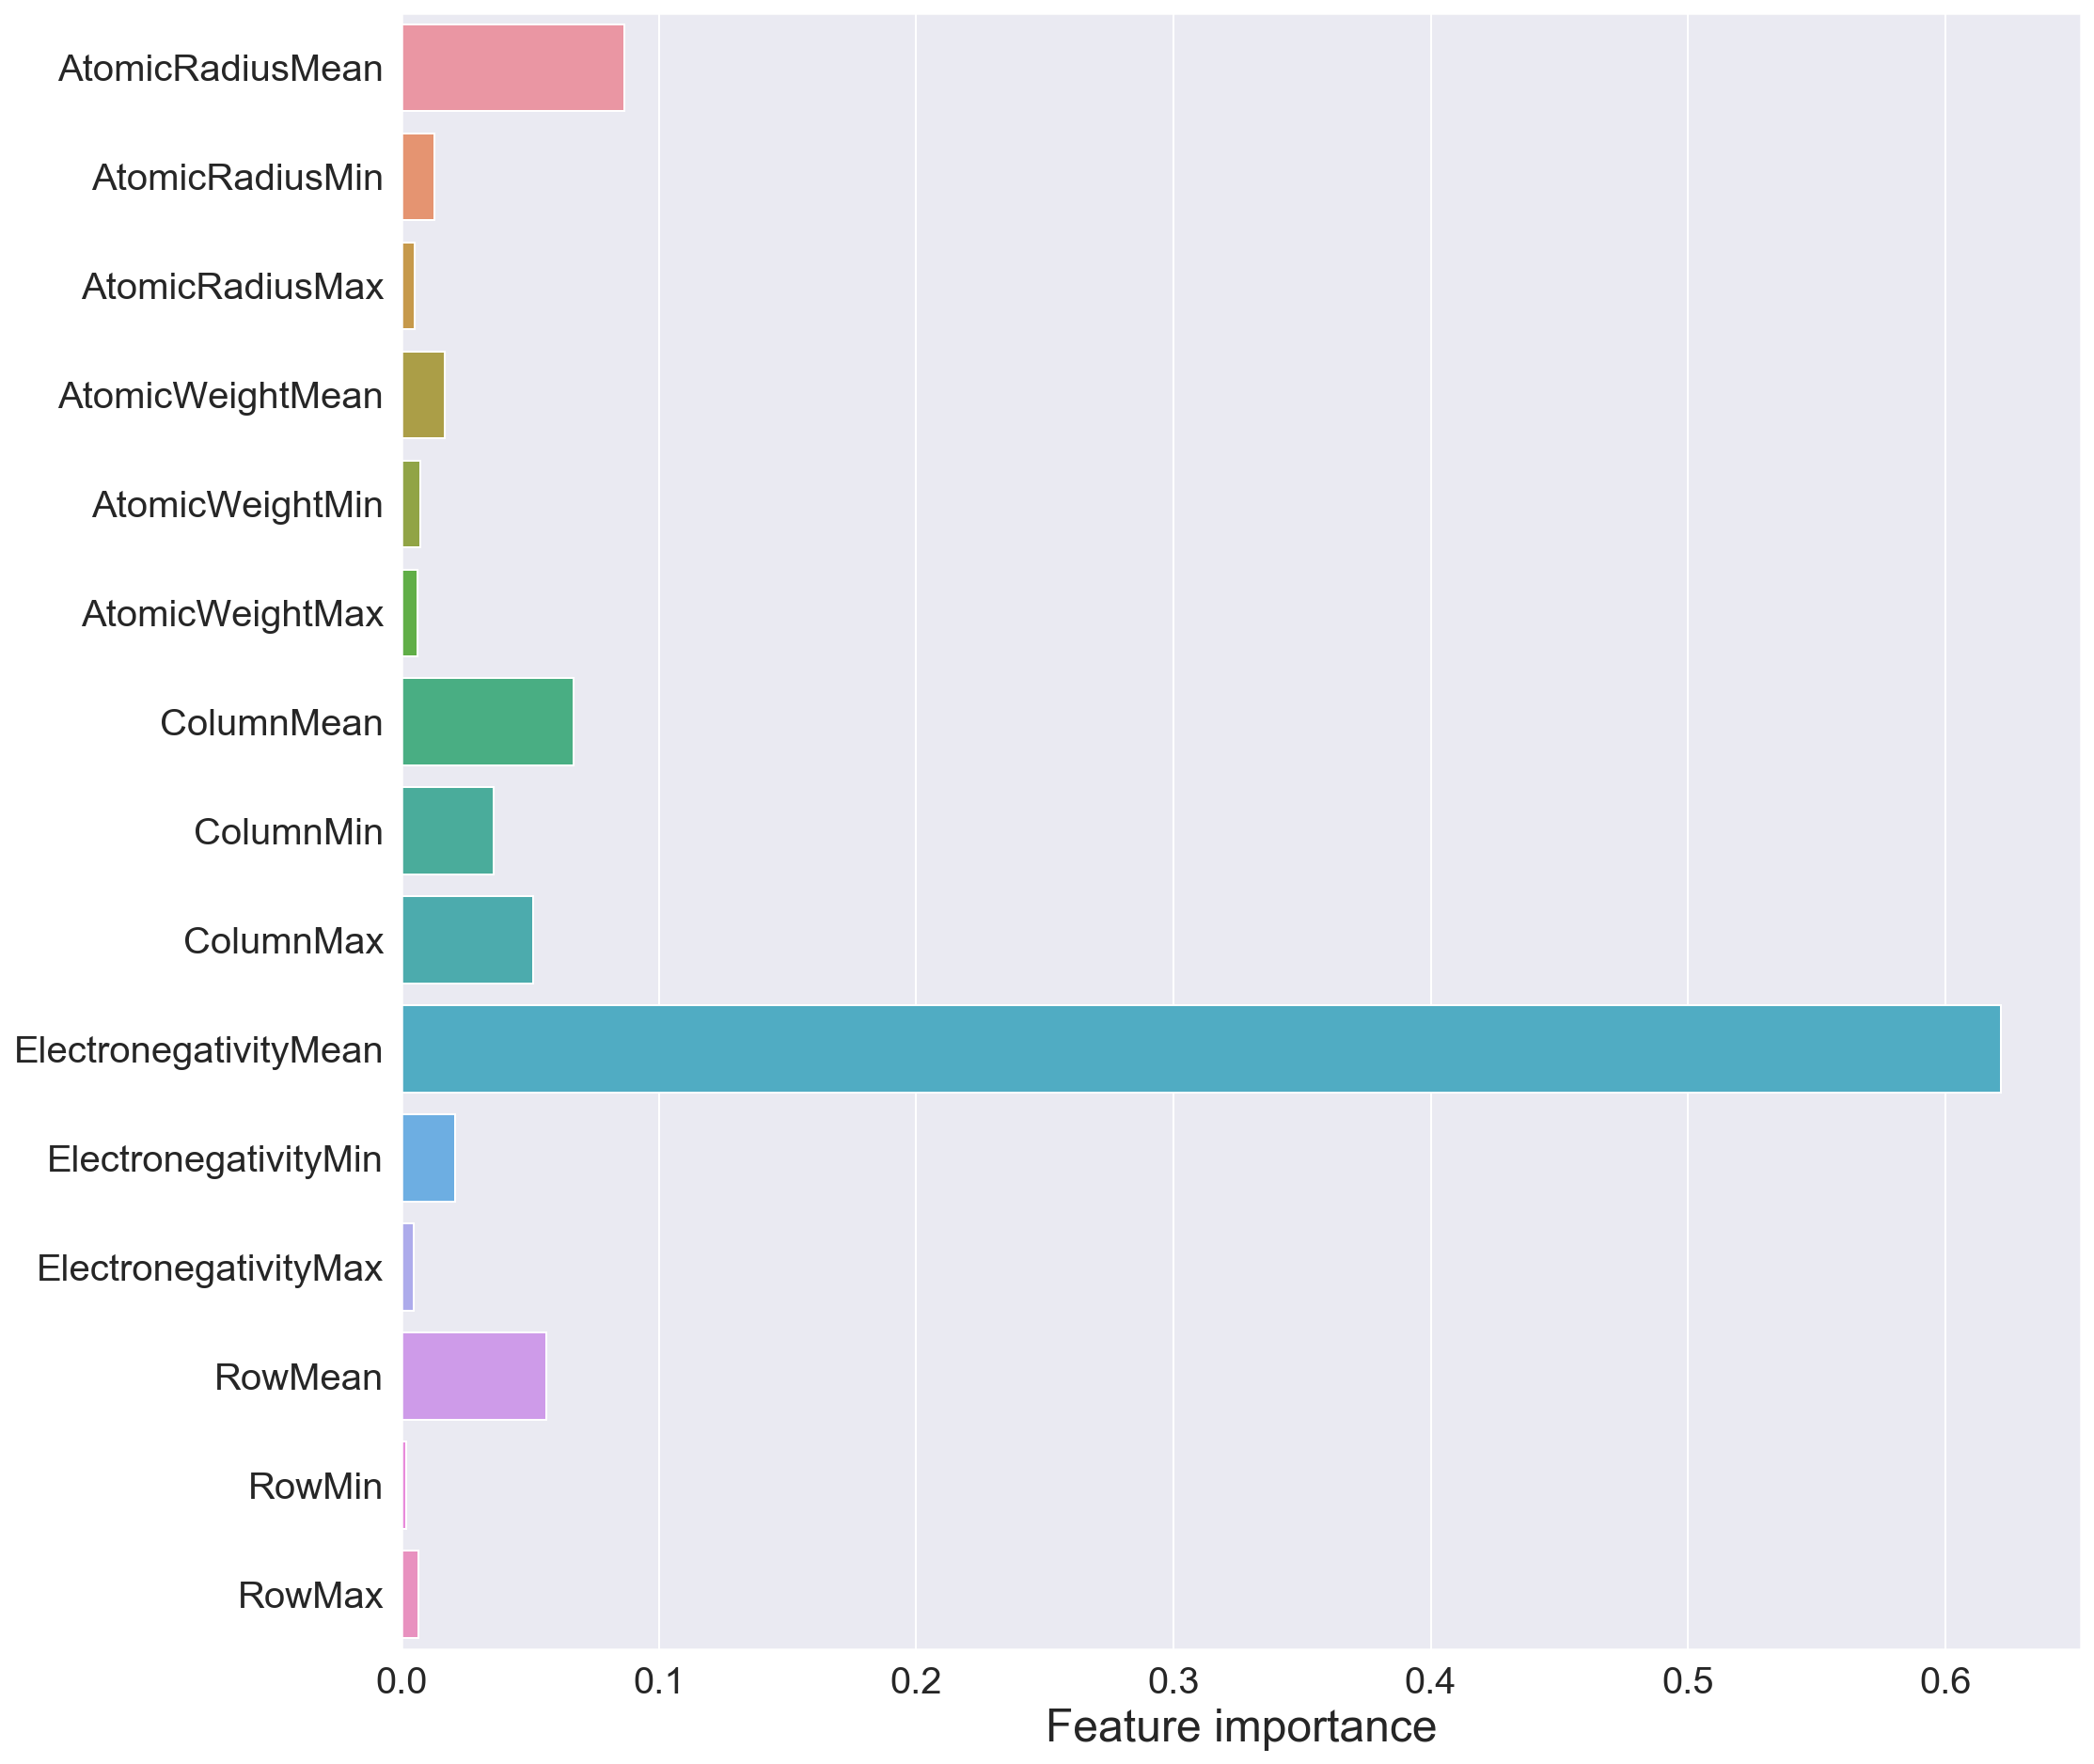 AtomicRadiusMean
AtomicRadiusMin
AtomicRadiusMax
AtomicWeightMean
AtomicWeightMin
AtomicWeightMax
ColumnMean
ColumnMin
ColumnMax
ElectronegativityMean
ElectronegativityMin
ElectronegativityMax
RowMean
RowMin
RowMax
0.0 0.1 0.2 0.3 0.4 0.5 0.6
Feature importance